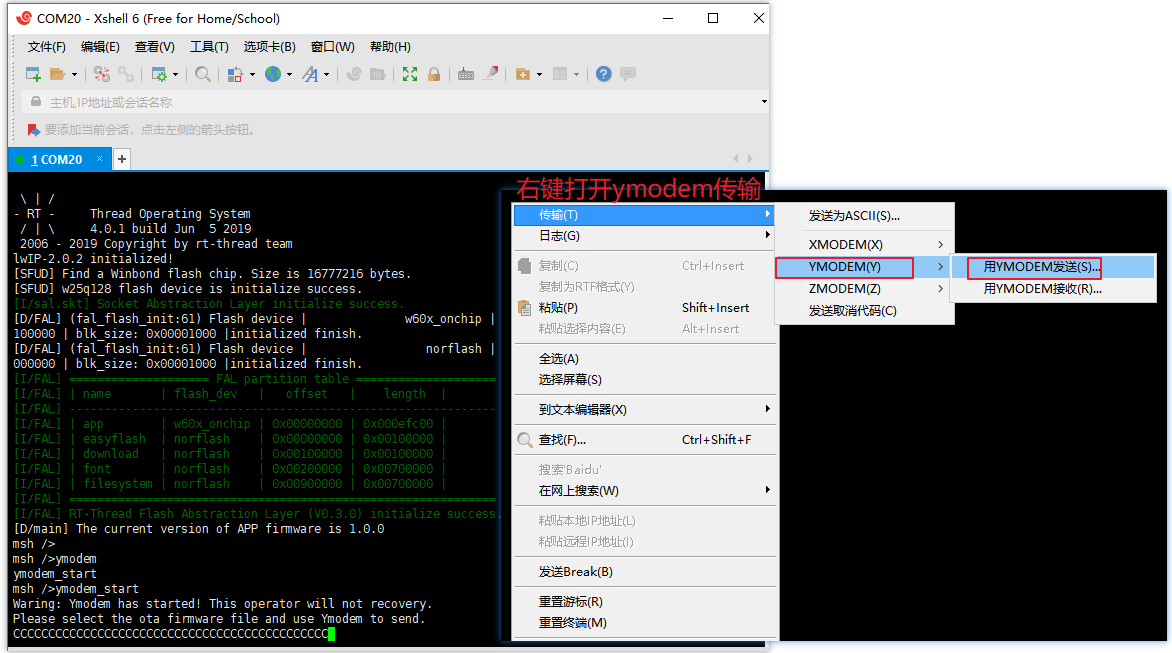 COM20 - Xshell 6 (Free for Home/School)
文件(F) 编辑(E) 查看(V) 工具(T) 选项卡(B) 窗口(W) 帮助(H)
主机,IP地址或会话名称
要添加当前会话，点击左侧的箭头按钮。
1 COM20 × +
\ | /
- RT - Thread Operating System
/ | \ 4.0.1 build Jun 5 2019
2006 - 2019 Copyright by rt-thread team
lwIP-2.0.2 initialized!
[SFUD] Find a Winbond flash chip. Size is 16777216 bytes.
[SFUD] w25q128 flash device is initialize success.
[I/sal.skt] Socket Abstraction Layer initialize success.
[D/FAL] (fal_flash_init:61) Flash device | w60x_onchip |
100000 | blk_size: 0x00001000 |initialized finish.
[D/FAL] (fal_flash_init:61) Flash device | norflash |
000000 | blk_size: 0x00001000 |initialized finish.
[I/FAL] ==================== FAL partition table ====================
[I/FAL] | name | flash_dev | offset | length |
[I/FAL] -------------------------------------------------------------
[I/FAL] | app | w60x_onchip | 0x00000000 | 0x000efc00 |
[I/FAL] | easyflash | norflash | 0x00000000 | 0x00100000 |
[I/FAL] | download | norflash | 0x00100000 | 0x00100000 |
[I/FAL] | font | norflash | 0x00200000 | 0x00700000 |
[I/FAL] | filesystem | norflash | 0x00900000 | 0x00700000 |
[I/FAL] =============================================================
[I/FAL] RT-Thread Flash Abstraction Layer (V0.3.0) initialize success.
[D/main] The current version of APP firmware is 1.0.0
msh />
msh />ymodem
ymodem_start
msh />ymodem_start
Waring: Ymodem has started! This operator will not recovery.
Please select the ota firmware file and use Ymodem to send.
CCCCCCCCCCCCCCCCCCCCCCCCCCCCCCCCCCCCCCCCCCCCC
右键打开ymodem传输
传输(T)
日志(G)
复制(C) Ctrl+Insert
复制为RTF格式(Y)
粘贴(P) Shift+Insert
粘贴选择内容(E) Alt+Insert
全选(A)
选择屏幕(S)
到文本编辑器(X)
查找(F)... Ctrl+Shift+F
搜索'Baidu'
在网上搜索(W)
粘贴本地IP地址(L)
粘贴远程IP地址(I)
发送Break(B)
重置游标(R)
重置终端(M)
发送为ASCII(S)...
XMODEM(X)
YMODEM(Y)
ZMODEM(Z)
发送取消代码(C)
用YMODEM发送(S)...
用YMODEM接收(R)...